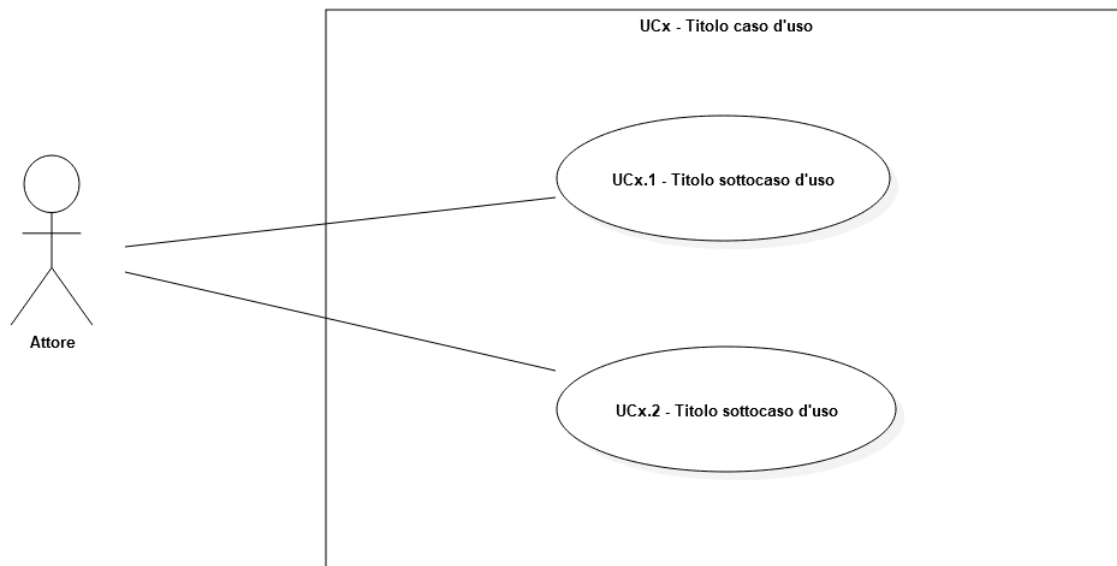 UCx - Titolo caso d'uso
UCx.1 - Titolo sottocaso d'uso
Attore
UCx.2 - Titolo sottocaso d'uso